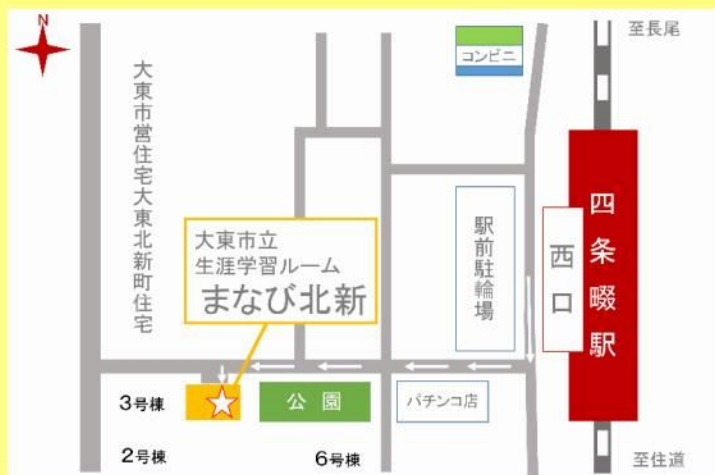 N
至長尾
コンビニ
大東市営住宅大東北新町住宅
四条畷駅
西口
駅前駐輪場
大東市立
生涯学習ルーム
まなび北新
3号棟
公園
パチンコ店
2号棟
6号棟
至住道